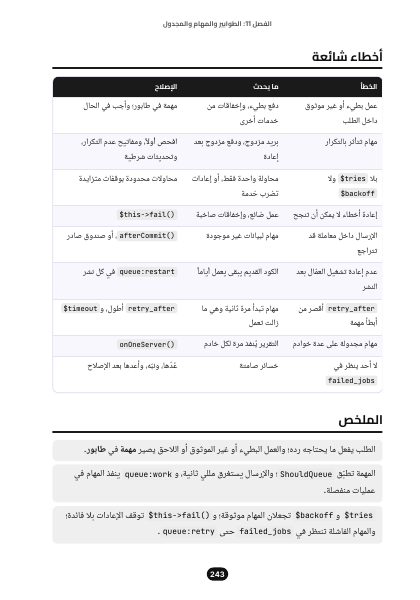 الفصل 11: الطوابير والمهام والمجدول
أخطاء شائعة
الخطأ ما يحدث الإصلاح
عمل بطيء أو غير موثوق دفع بطيء، وإخفاقات من مهمة في طابور؛ وأجب في الحال
داخل الطلب خدمات أخرى
مهام تتأثر بالتكرار بريد مزدوج، ودفع مزدوج بعد افحص أولاً، ومفاتيح عدم التكرار،
إعادة وتحديثات شرطية
بلا $tries ولا محاولة واحدة فقط، أو إعادات محاولات محدودة بوقفات متزايدة
$backoff تضرب خدمة
إعادة أخطاء لا يمكن أن تنجح عمل ضائع، وإخفاقات صاخبة $this->fail()
الإرسال داخل معاملة قد مهام لبيانات غير موجودة afterCommit()، أو صندوق صادر
تتراجع
عدم إعادة تشغيل العمّال بعد الكود القديم يبقى يعمل أياماً queue:restart في كل نشر
النشر
retry_after أقصر من مهام تبدأ مرة ثانية وهي ما retry_after أطول، و $timeout
أبطأ مهمة زالت تعمل
مهام مجدولة على عدة خوادم التقرير يُنفذ مرة لكل خادم onOneServer()
لا أحد ينظر في خسائر صامتة عُدّها، ونبّه، وأعدها بعد الإصلاح
failed_jobs
الملخص
الطلب يفعل ما يحتاجه رده؛ والعمل البطيء أو غير الموثوق أو اللاحق يصير مهمة في طابور.
المهمة تطبّق ShouldQueue؛ والإرسال يستغرق مللي ثانية، و queue:work ينفذ المهام في
عمليات منفصلة.
$tries و $backoff تجعلان المهام موثوقة؛ و $this->fail() توقف الإعادات بلا فائدة؛
والمهام الفاشلة تنتظر في failed_jobs حتى queue:retry.
243